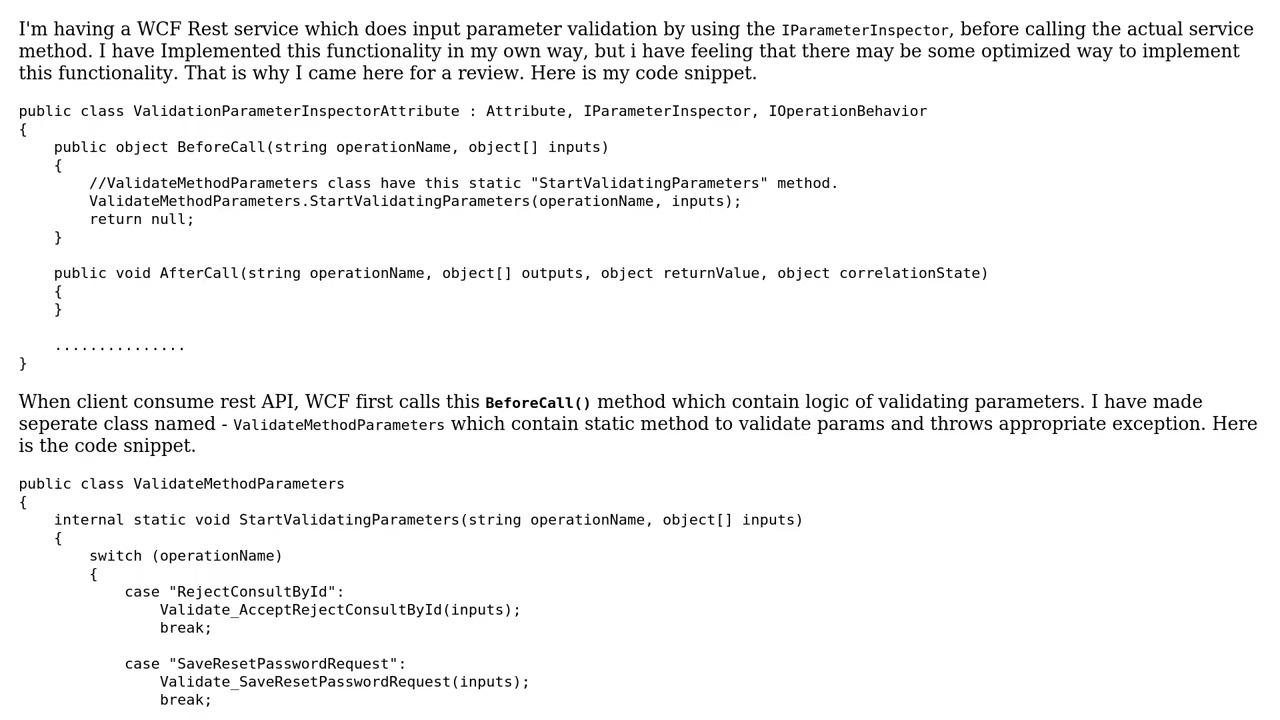 I'm having a WCF Rest service which does input parameter validation by using the IParameterInspector, before calling the actual service
method. I have Implemented this functionality in my own way, but i have feeling that there may be some optimized way to implement
this functionality. That is why I came here for a review. Here is my code snippet.
public class ValidationParameterInspectorAttribute : Attribute, IParameterInspector, IOperationBehavior
{
    public object BeforeCall(string operationName, object[] inputs)
    {
        //ValidateMethodParameters class have this static "StartValidatingParameters" method.
        ValidateMethodParameters.StartValidatingParameters(operationName, inputs);
        return null;
    }
    public void AfterCall(string operationName, object[] outputs, object returnValue, object correlationState)
    {
    }
    ...............
}
When client consume rest API, WCF first calls this BeforeCall() method which contain logic of validating parameters. I have made
seperate class named - ValidateMethodParameters which contain static method to validate params and throws appropriate exception. Here
is the code snippet.
public class ValidateMethodParameters
{
    internal static void StartValidatingParameters(string operationName, object[] inputs)
    {
        switch (operationName)
        {
            case "RejectConsultById":
                Validate_AcceptRejectConsultById(inputs);
                break;
            case "SaveResetPasswordRequest":
                Validate_SaveResetPasswordRequest(inputs);
                break;